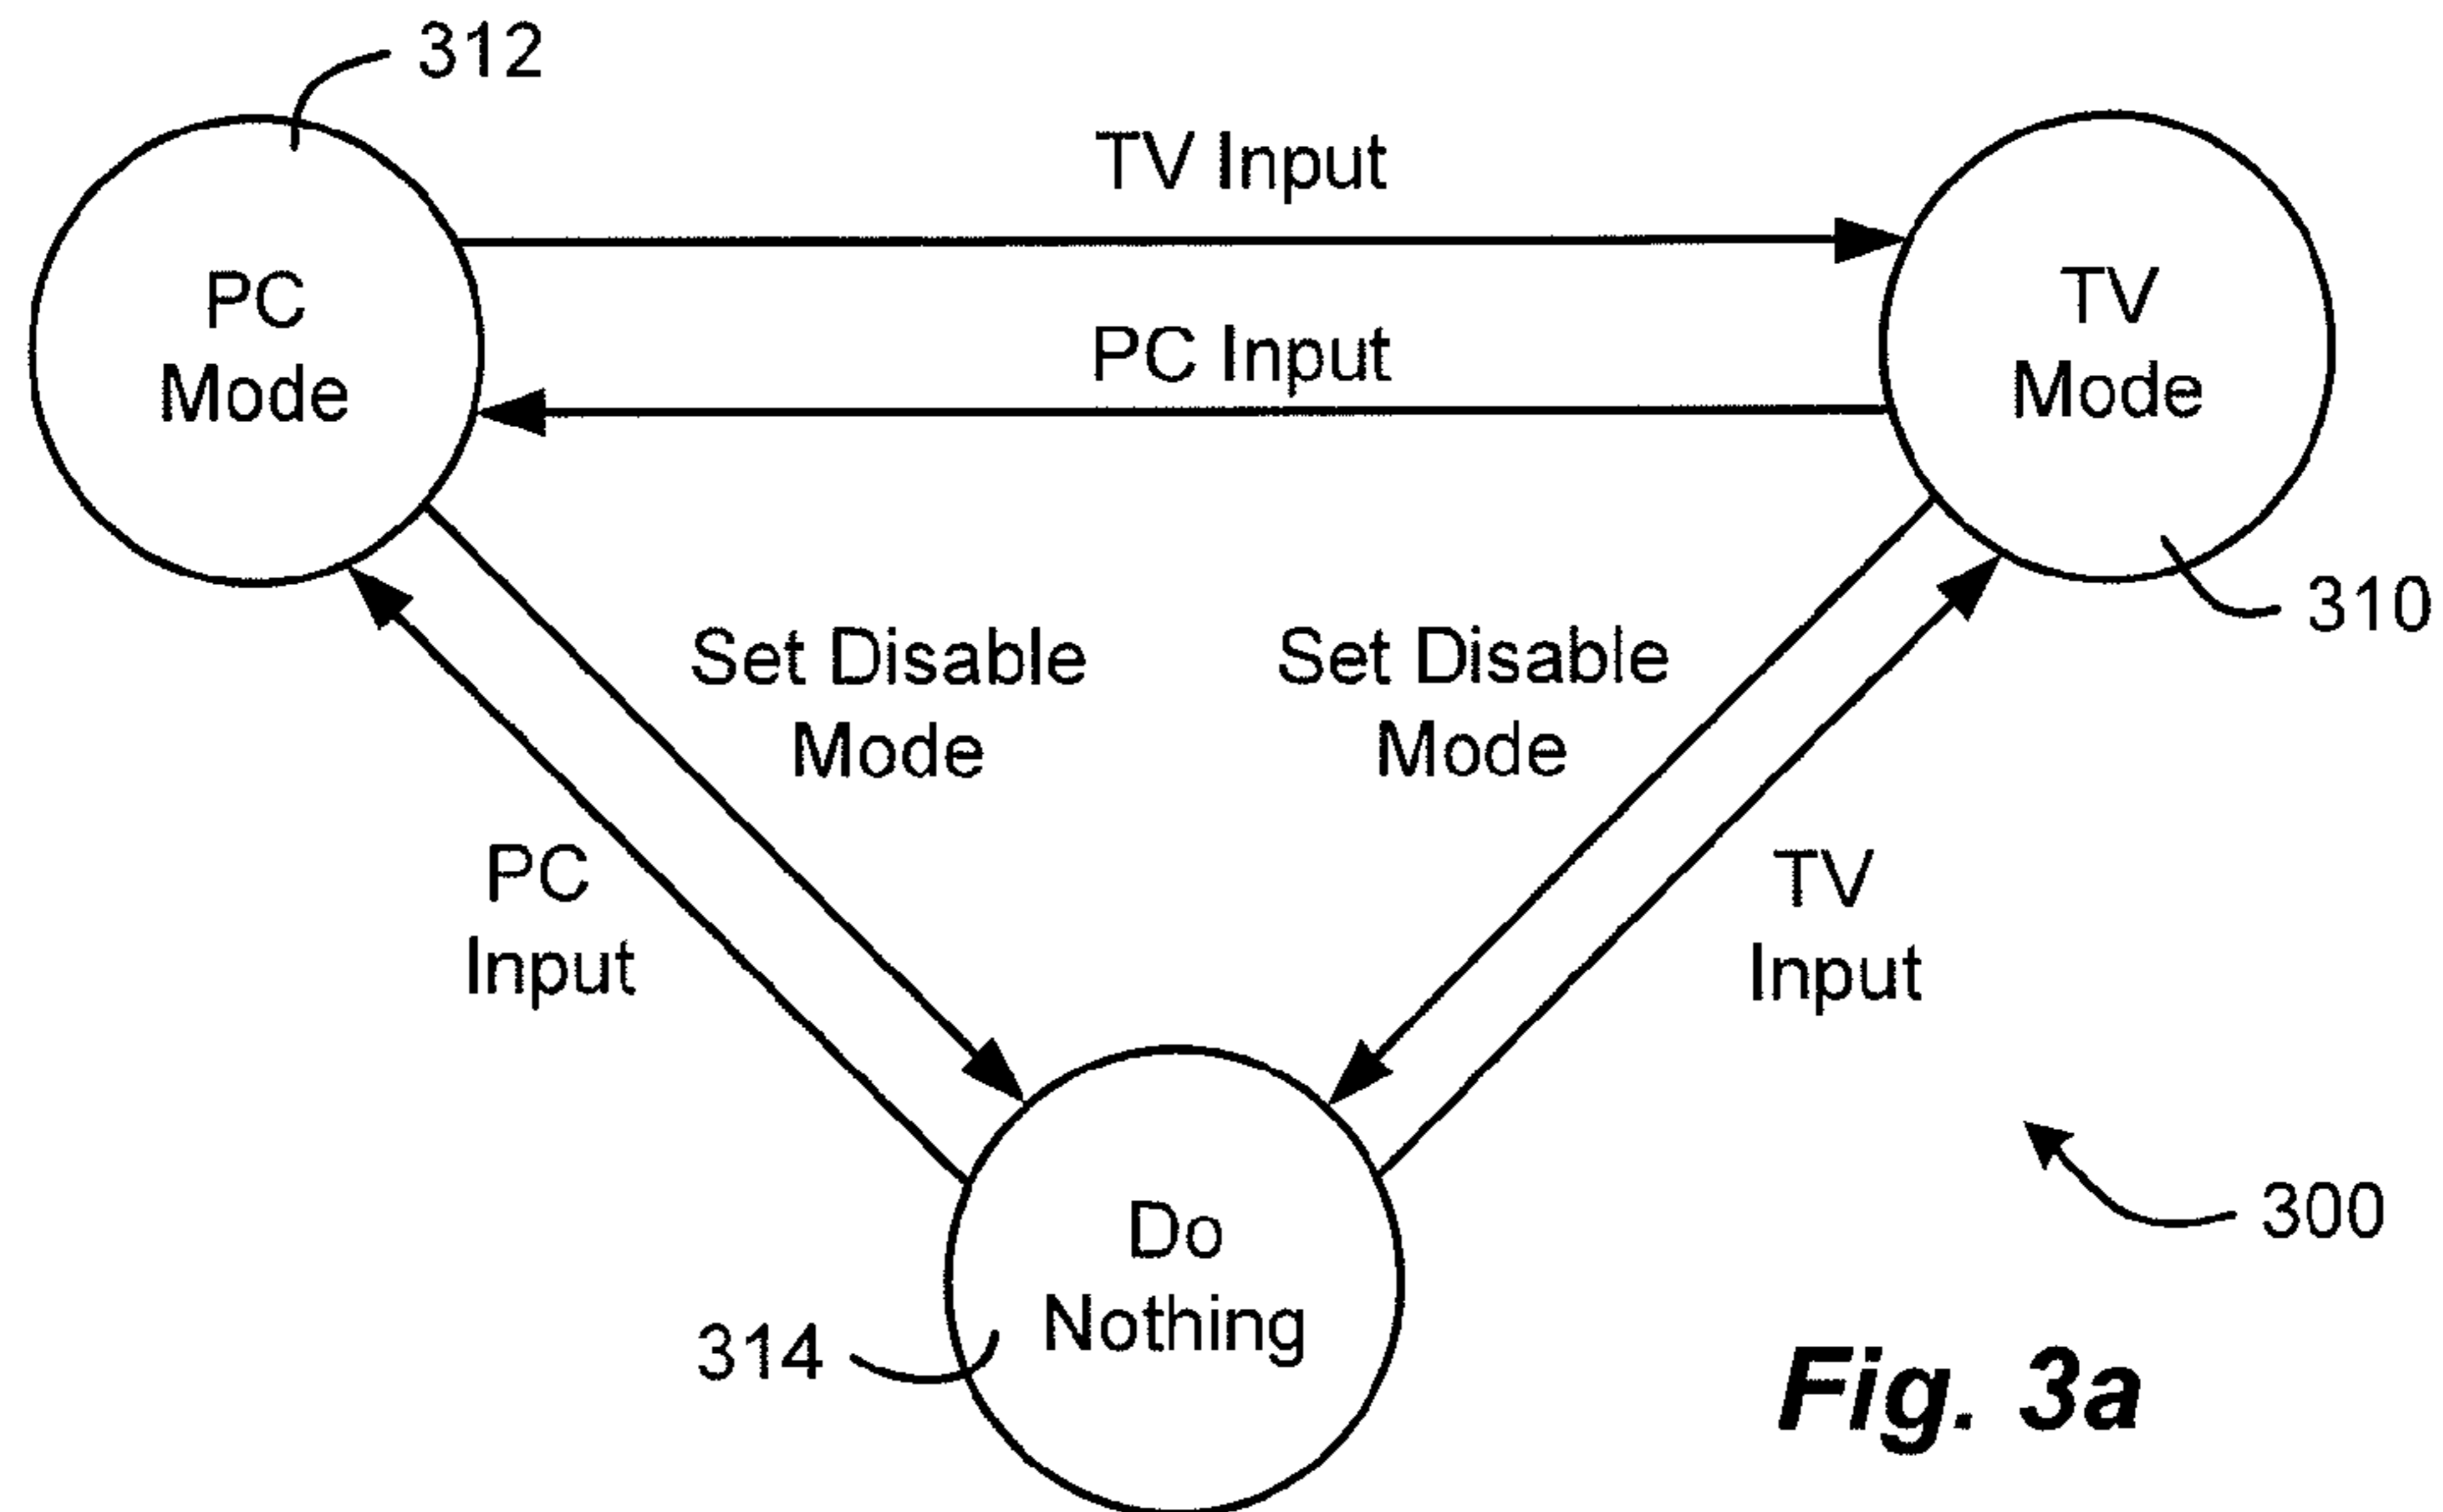 312
TV Input
PC
Mode
TV
Mode
PC Input
310
Set Disable
Mode
Set Disable
Mode
PC
Input
TV
Input
300
Do
Nothing
314
Fig. 3a